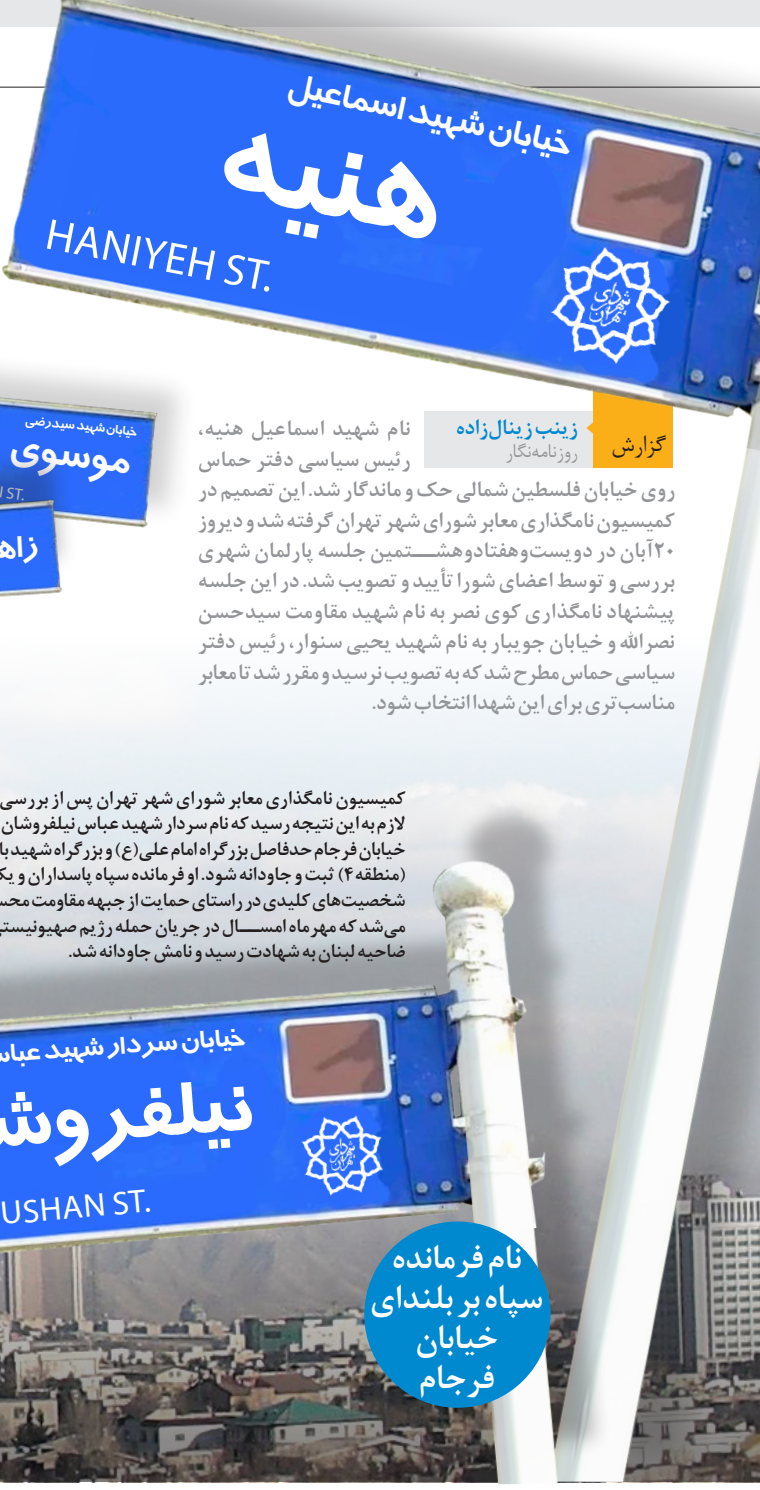 خیابان شهید اسماعیل
هنیه
HANIYEH ST.
شهرداری تهران
خیابان شهید سیدرضی
موسوی
ST.
گزارش
زینب زینال‌زاده
روزنامه‌نگار
نام شهید اسماعیل هنیه،
رئیس سیاسی دفتر حماس
روی خیابان فلسطین شمالی حک و ماندگار شد. این تصمیم در
کمیسیون نامگذاری معابر شورای شهر تهران گرفته شد و دیروز
۲۰آبان در دویست‌وهفتادوهشتمین جلسه پارلمان شهری
بررسی و توسط اعضای شورا تأیید و تصویب شد. در این جلسه
پیشنهاد نامگذاری کوی نصر به نام شهید مقاومت سیدحسن
نصرالله و خیابان جویبار به نام شهید یحیی سنوار، رئیس دفتر
سیاسی حماس مطرح شد که به تصویب نرسید و مقرر شد تا معابر
مناسب‌تری برای این شهدا انتخاب شود.
کمیسیون نامگذاری معابر شورای شهر تهران پس از بررسی
لازم به این نتیجه رسید که نام سردار شهید عباس نیلفروشان
خیابان فرجام حدفاصل بزرگراه امام علی(ع) و بزرگراه شهید با
(منطقه۴) ثبت و جاودانه شود. او فرمانده سپاه پاسداران و یک
شخصیت‌های کلیدی در راستای حمایت از جبهه مقاومت محس
می‌شد که مهرماه امسال در جریان حمله رژیم صهیونیستی
ضاحیه لبنان به شهادت رسید و نامش جاودانه شد.
خیابان سردار شهید عباس
نیلفروش
USHAN ST.
شهرداری تهران
نام فرمانده
سپاه بر بلندای
خیابان
فرجام